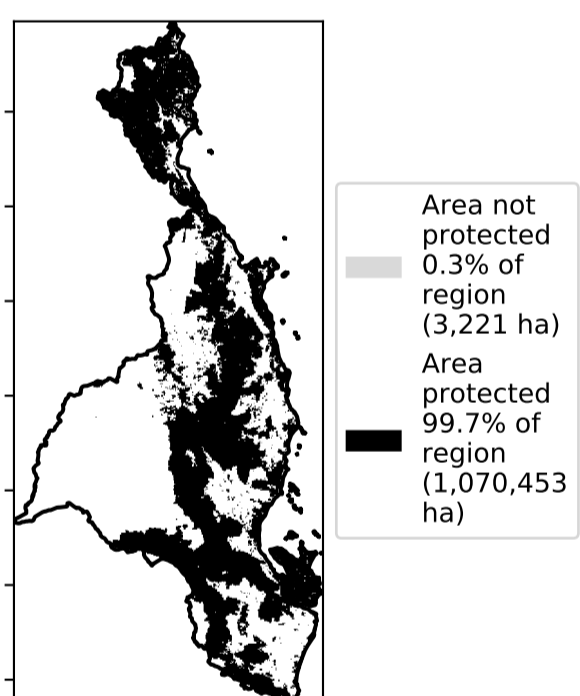 Area not
protected
0.3% of
region
(3,221 ha)
Area
protected
99.7% of
region
(1,070,453
ha)